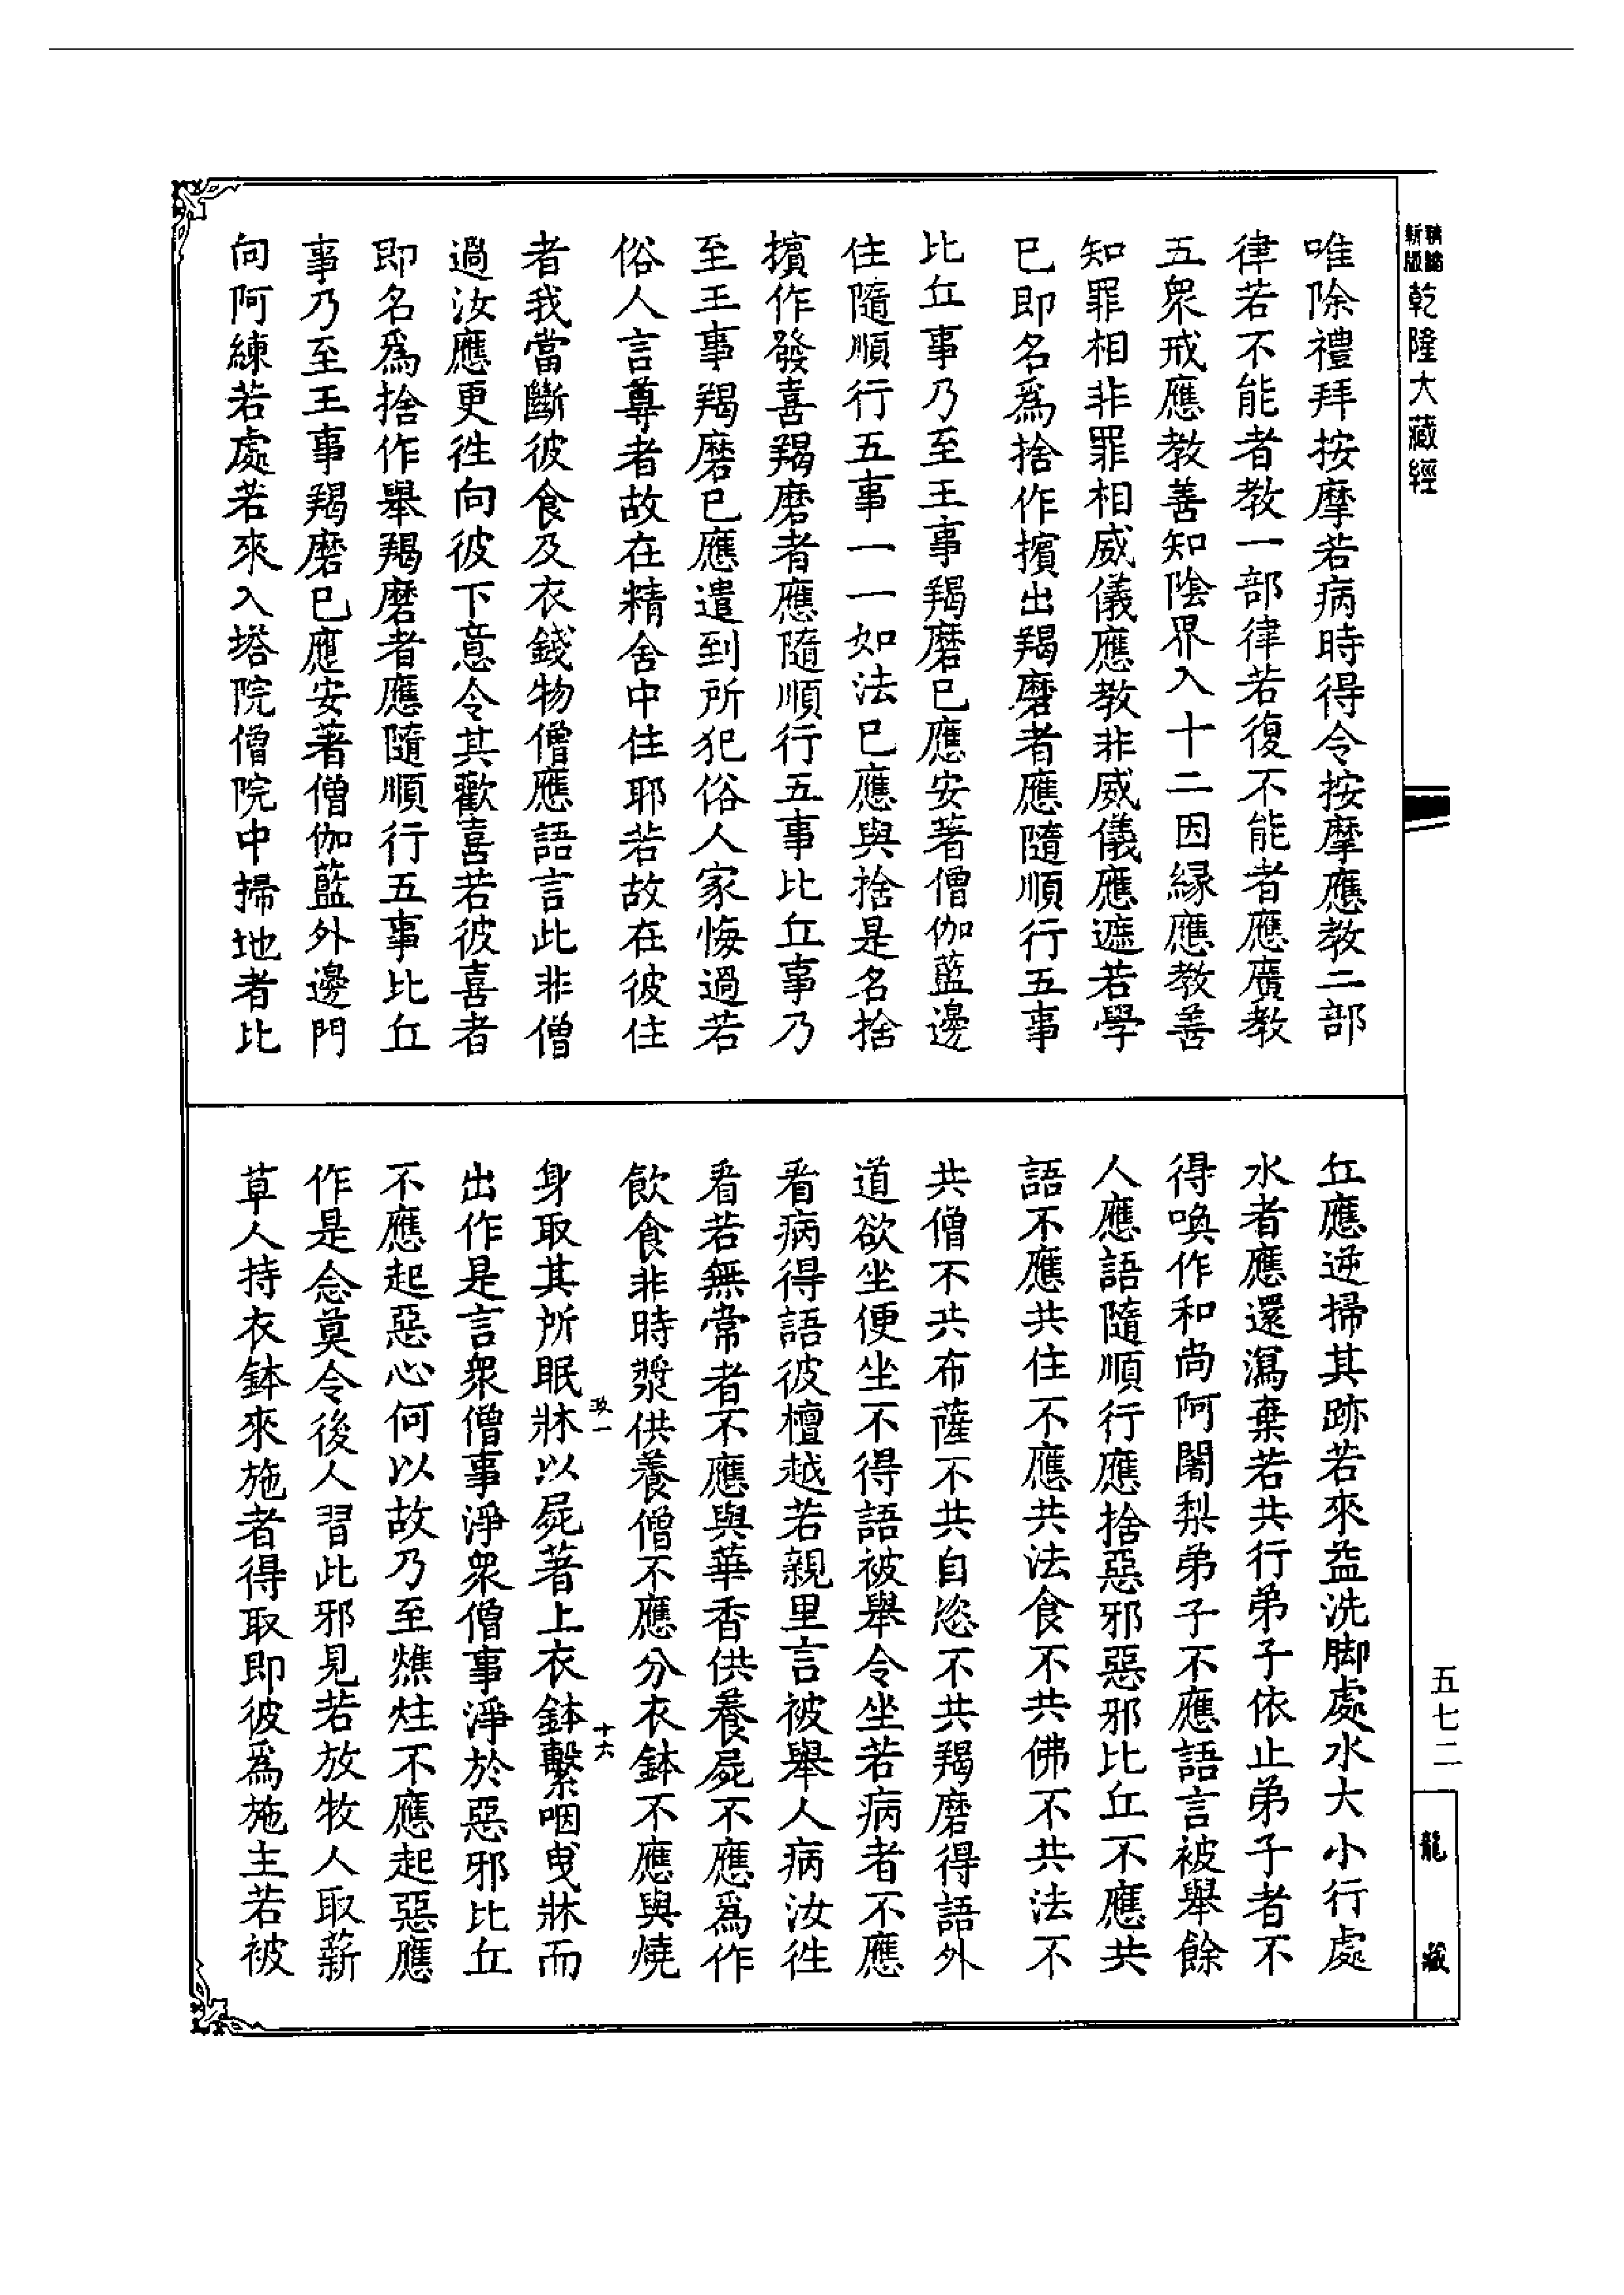 新版
精編
乾隆大藏經
唯除禮拜按摩若病時得令按摩應教二部
律若不能者教一部律若復不能者應廣教
五衆戒應教善知陰界入十二因緣應教善
知罪相非罪相威儀應教非威儀應遮若學
已即名爲捨作擯出羯磨者應隨順行五事
比丘事乃至王事羯磨已應安著僧伽藍邊
住隨順行五事一一如法已應與捨是名捨
擯作發喜羯磨者應隨順行五事比丘事乃
至王事羯磨已應遣到所犯俗人家悔過若
俗人言尊者故在精舍中住耶若故在彼住
者我當斷彼食及衣錢物僧應語言此非僧
過汝應更徃向彼下意令其歡喜若彼喜者
即名爲捨作舉羯磨者應隨順行五事比丘
事乃至王事羯磨已應安著僧伽藍外邊門
向阿練若處若來入塔院僧院中掃地者比
丘應逆掃其跡若來益洗脚處水大小行處
水者應還瀉棄若共行弟子依止弟子者不
得喚作和尚阿闍梨弟子不應語言被舉餘
人應語隨順行應捨惡邪惡邪比丘不應共
語不應共住不應共法食不共佛不共法不
共僧不共布薩不共自恣不共羯磨得語外
道欲坐便坐不得語被舉令坐若病者不應
看病得語彼檀越若親里言被舉人病汝徃
看若無常者不應與華香供養屍不應爲作
飲食非時漿供養僧不應分衣鉢不應與燒
身取其所眠牀以屍著上衣鉢繫咽曳牀而
出作是言衆僧事淨衆僧事淨於惡邪比丘
不應起惡心何以故乃至燋炷不應起惡應
作是念莫令後人習此邪見若放牧人取薪
草人持衣鉢來施者得取即彼爲施主若被
十六
五七二
龍藏